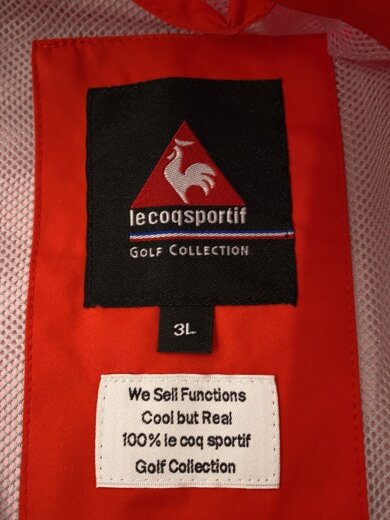 lecoqsportif
GOLF COLLECTION
3L
We Sell Functions
Cool but Real
100% le coq sportif
Golf Collection